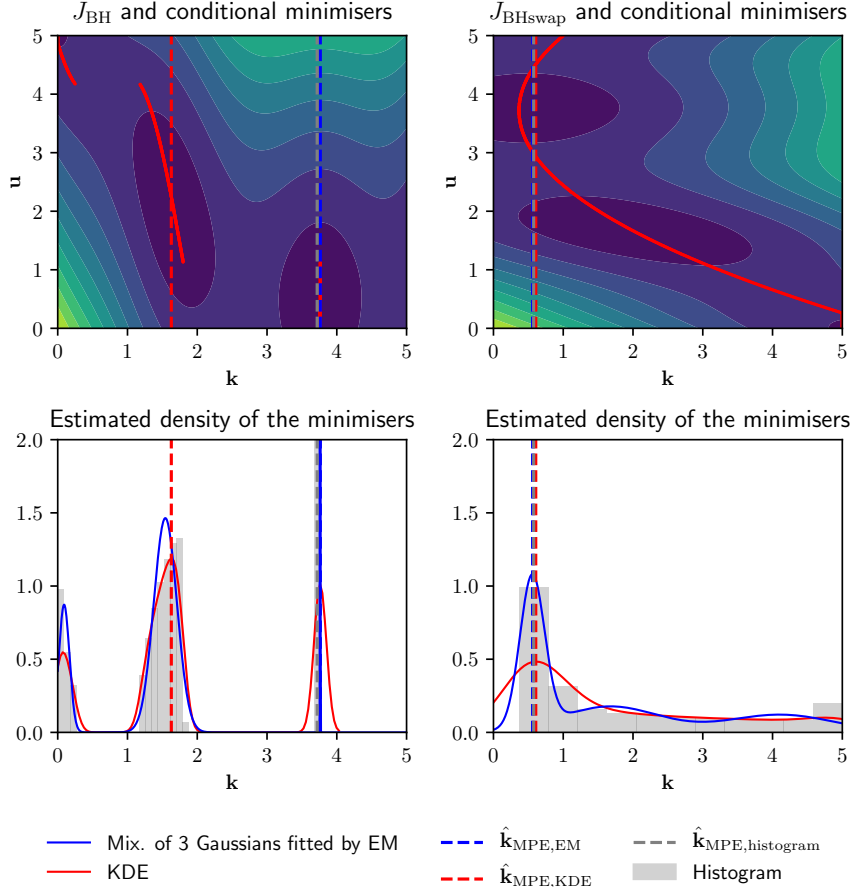 J_BH and conditional minimisers
J_BHswap and conditional minimisers
5
4
3
2
1
0
u
0 1 2 3 4 5
k
5
4
3
2
1
0
u
0 1 2 3 4 5
k
Estimated density of the minimisers
Estimated density of the minimisers
2.0
1.5
1.0
0.5
0.0
0 1 2 3 4 5
k
2.0
1.5
1.0
0.5
0.0
0 1 2 3 4 5
k
Mix. of 3 Gaussians fitted by EM
KDE
k̂_MPE,EM
k̂_MPE,KDE
k̂_MPE,histogram
Histogram